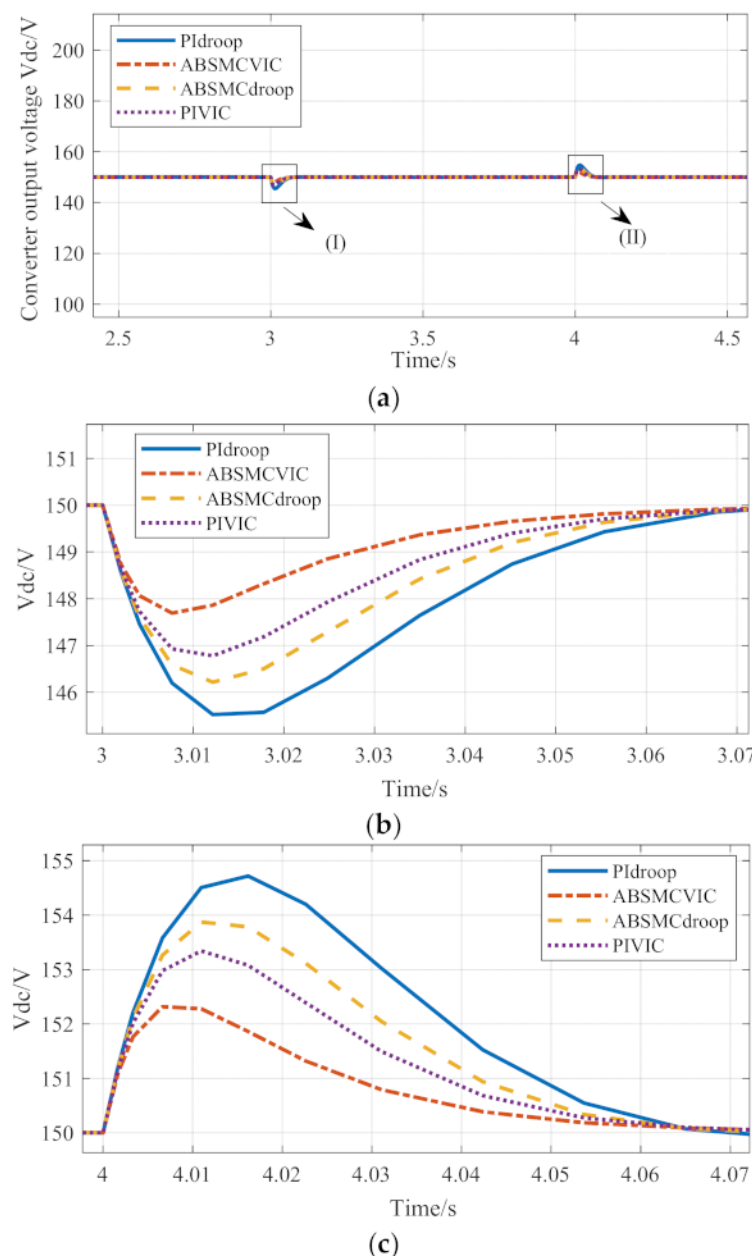 Converter output voltage Vdc/V
200
180
160
140
120
100
PIdroop
ABSMCVIC
ABSMCdroop
PIVIC
(I)
(II)
2.5
3
3.5
4
4.5
Time/s
(a)
Vdc/V
151
150
149
148
147
146
PIdroop
ABSMCVIC
ABSMCdroop
PIVIC
3
3.01
3.02
3.03
3.04
3.05
3.06
3.07
Time/s
(b)
Vdc/V
155
154
153
152
151
150
PIdroop
ABSMCVIC
ABSMCdroop
PIVIC
4
4.01
4.02
4.03
4.04
4.05
4.06
4.07
Time/s
(c)